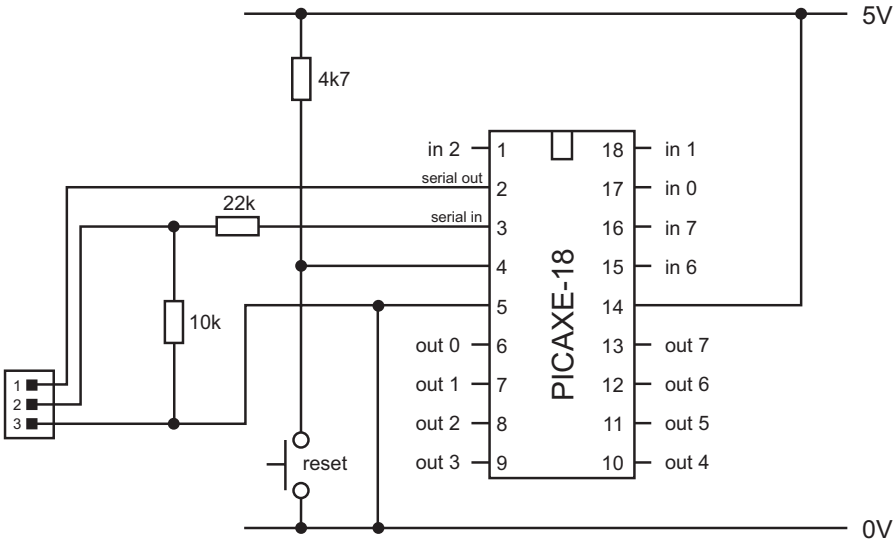 5V
4k7
in 2
1
18
in 1
serial out
2
17
in 0
22k
serial in
3
16
in 7
4
15
in 6
5
14
10k
PICAXE-18
out 0
6
13
out 7
1
out 1
7
12
out 6
2
3
out 2
8
11
out 5
reset
out 3
9
10
out 4
0V